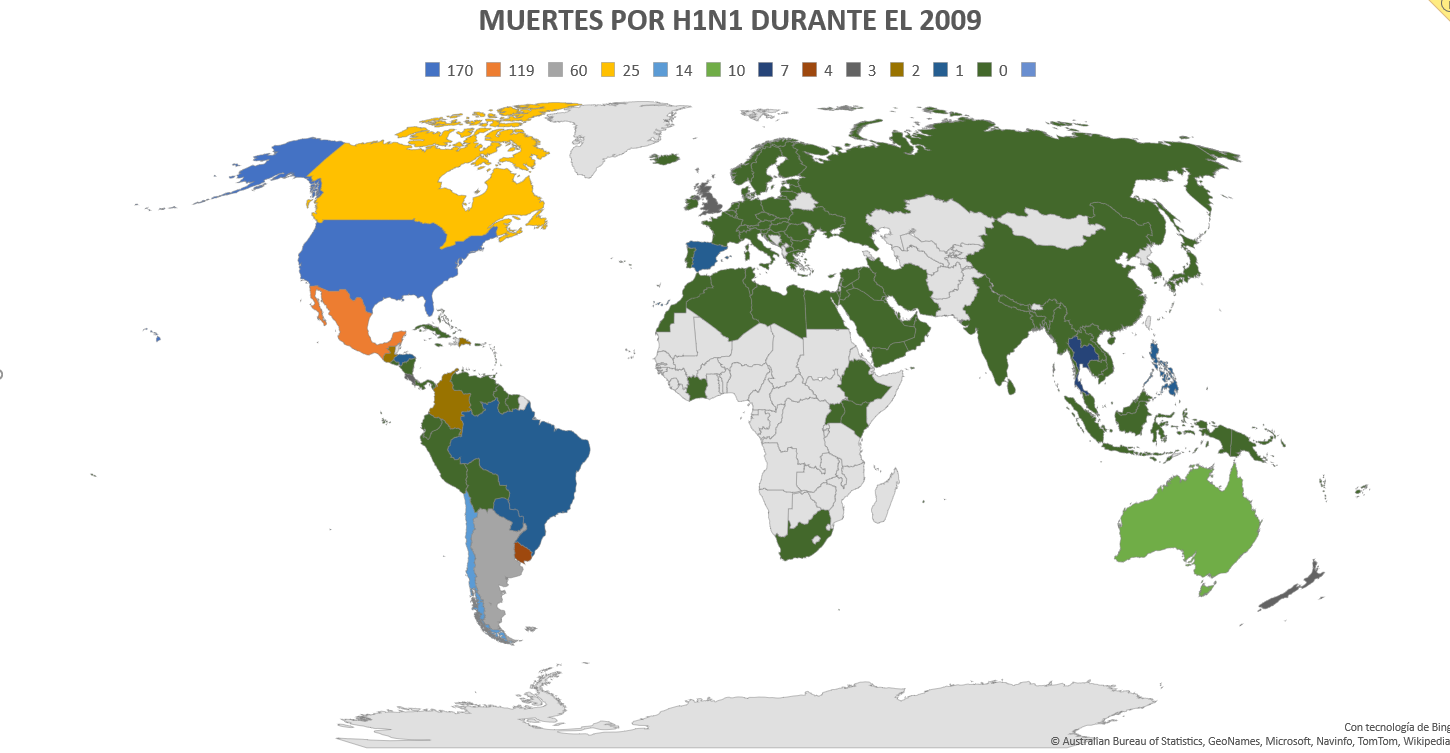 MUERTES POR H1N1 DURANTE EL 2009
170 119 60 25 14 10 7 4 3 2 1 0
Con tecnología de Bing
© Australian Bureau of Statistics, GeoNames, Microsoft, Navinfo, TomTom, Wikipedia